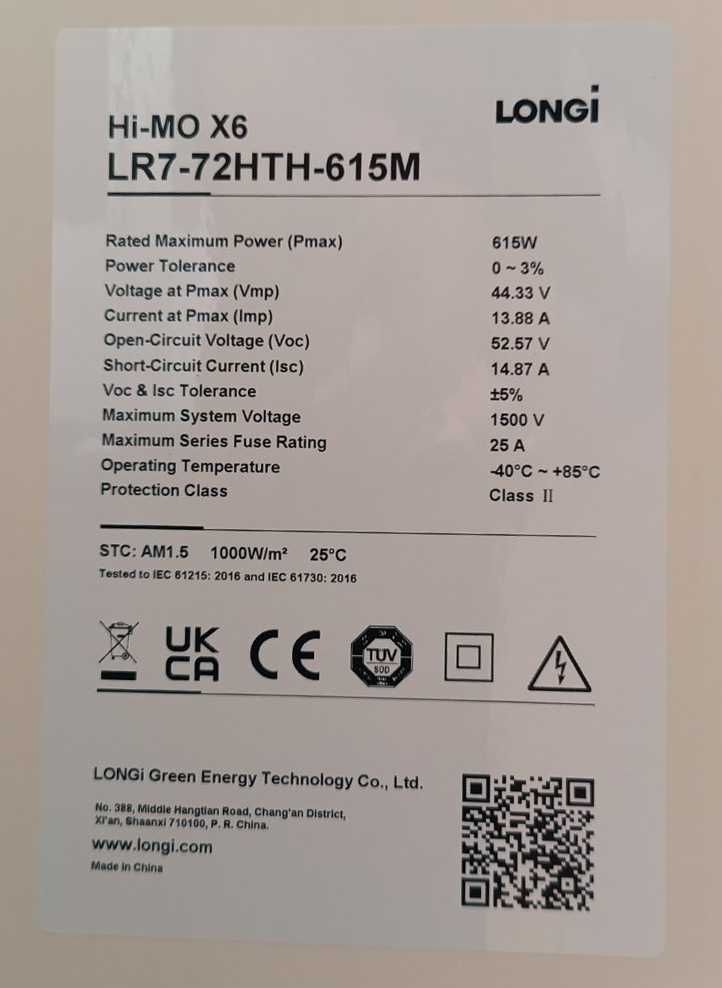 LONGi
Hi-MO X6
LR7-72HTH-615M
Rated Maximum Power (Pmax) 615W
Power Tolerance 0 ~ 3%
Voltage at Pmax (Vmp) 44.33 V
Current at Pmax (Imp) 13.88 A
Open-Circuit Voltage (Voc) 52.57 V
Short-Circuit Current (Isc) 14.87 A
Voc & Isc Tolerance ±5%
Maximum System Voltage 1500 V
Maximum Series Fuse Rating 25 A
Operating Temperature -40°C ~ +85°C
Protection Class Class II
STC: AM1.5 1000W/m² 25°C
Tested to IEC 61215: 2016 and IEC 61730: 2016
UK
CA
CE
TUV
SUD
LONGi Green Energy Technology Co., Ltd.
No. 388, Middle Hangtian Road, Chang'an District,
Xi'an, Shaanxi 710100, P. R. China.
www.longi.com
Made in China